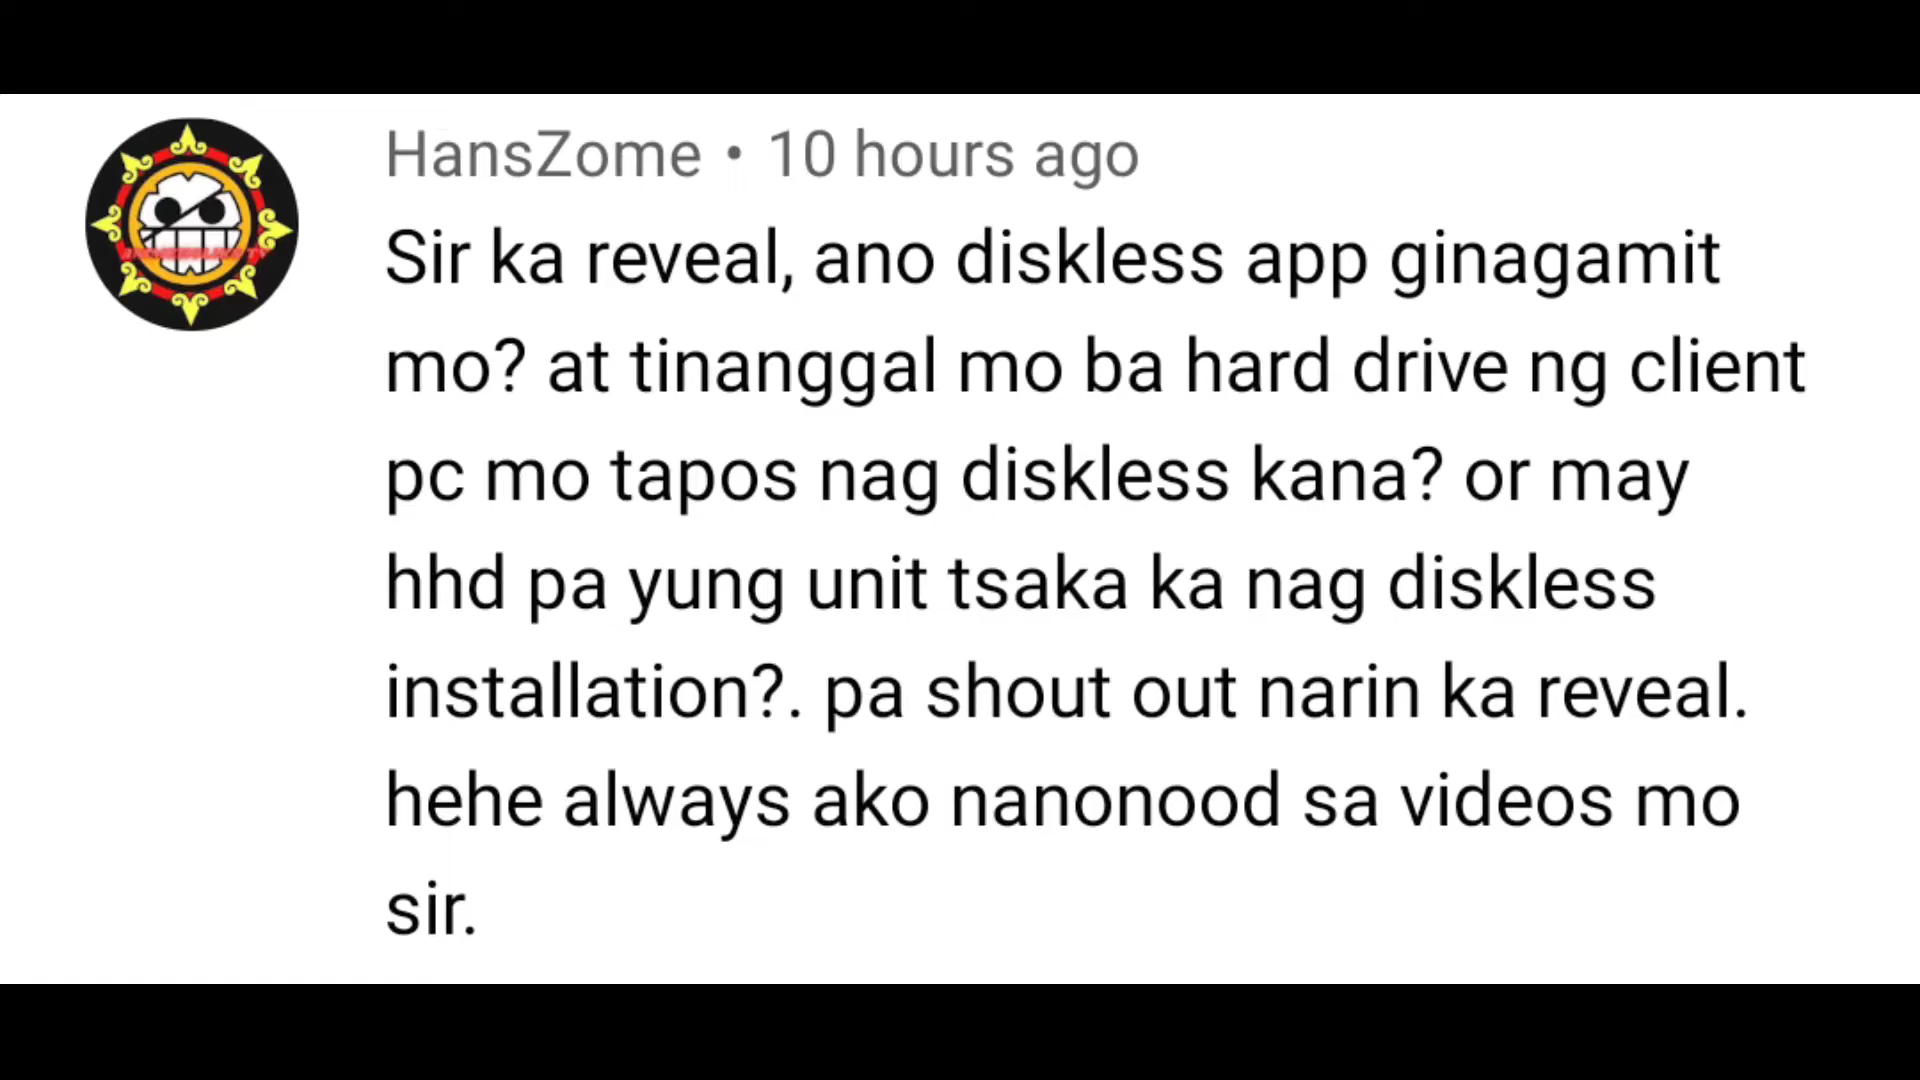 HansZome • 10 hours ago
Sir ka reveal, ano diskless app ginagamit
mo? at tinanggal mo ba hard drive ng client
pc mo tapos nag diskless kana? or may
hhd pa yung unit tsaka ka nag diskless
installation?. pa shout out narin ka reveal.
hehe always ako nanonood sa videos mo
sir.